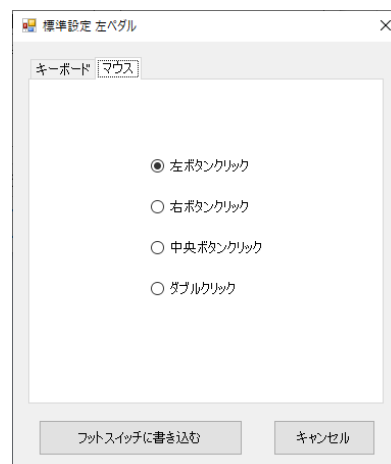 標準設定 左ペダル
キーボード マウス
左ボタンクリック
右ボタンクリック
中央ボタンクリック
ダブルクリック
フットスイッチに書き込む キャンセル